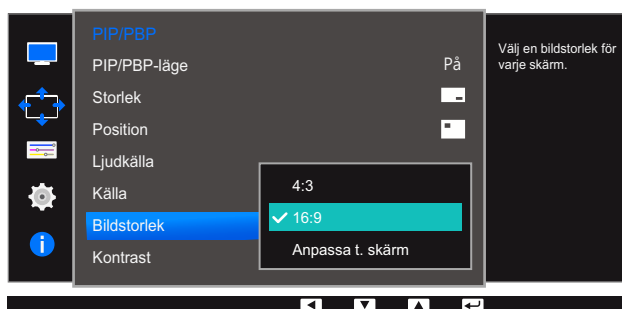 PIP/PBP
PIP/PBP-läge På
Storlek
Position
Ljudkälla
Källa
Bildstorlek
Kontrast
4:3
16:9
Anpassa t. skärm
Välj en bildstorlek för
varje skärm.